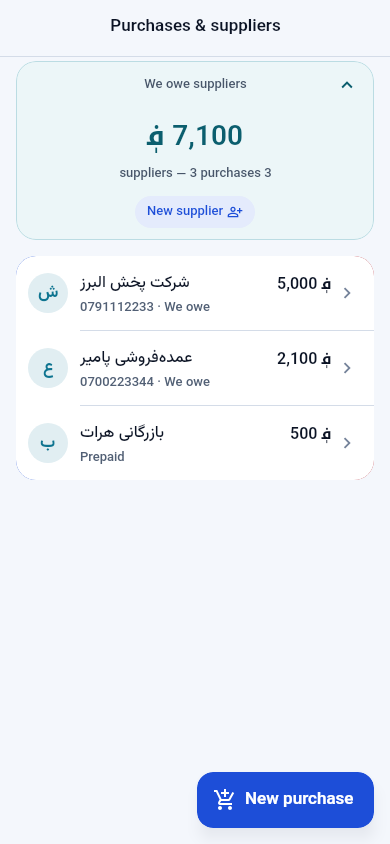 Purchases & suppliers
We owe suppliers
؋ 7,100
suppliers — 3 purchases 3
New supplier
ش
شرکت پخش البرز
5,000 ؋
0791112233 · We owe
ع
عمده‌فروشی پامیر
2,100 ؋
0700223344 · We owe
ب
بازرگانی هرات
500 ؋
Prepaid
New purchase